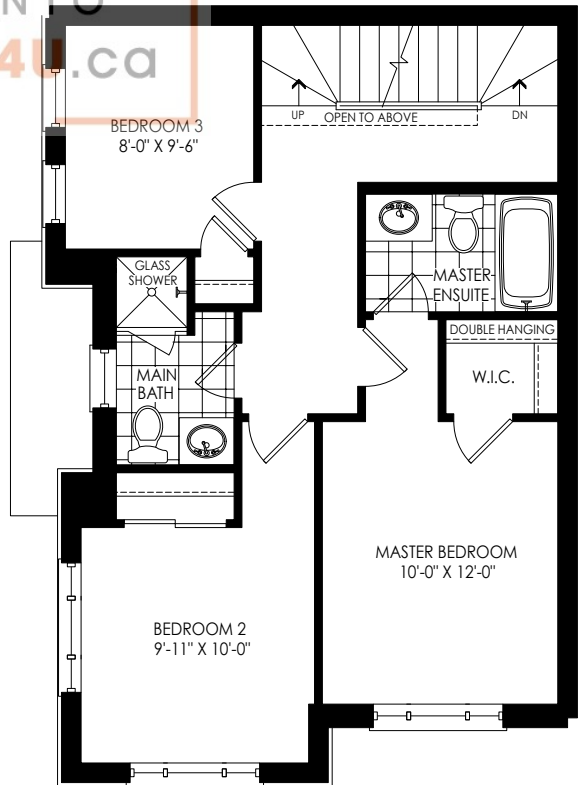 4U.ca
BEDROOM 3
8'-0" X 9'-6"
UP
OPEN TO ABOVE
DN
GLASS
SHOWER
MASTER
ENSUITE
DOUBLE HANGING
W.I.C.
MAIN
BATH
MASTER BEDROOM
10'-0" X 12'-0"
BEDROOM 2
9'-11" X 10'-0"